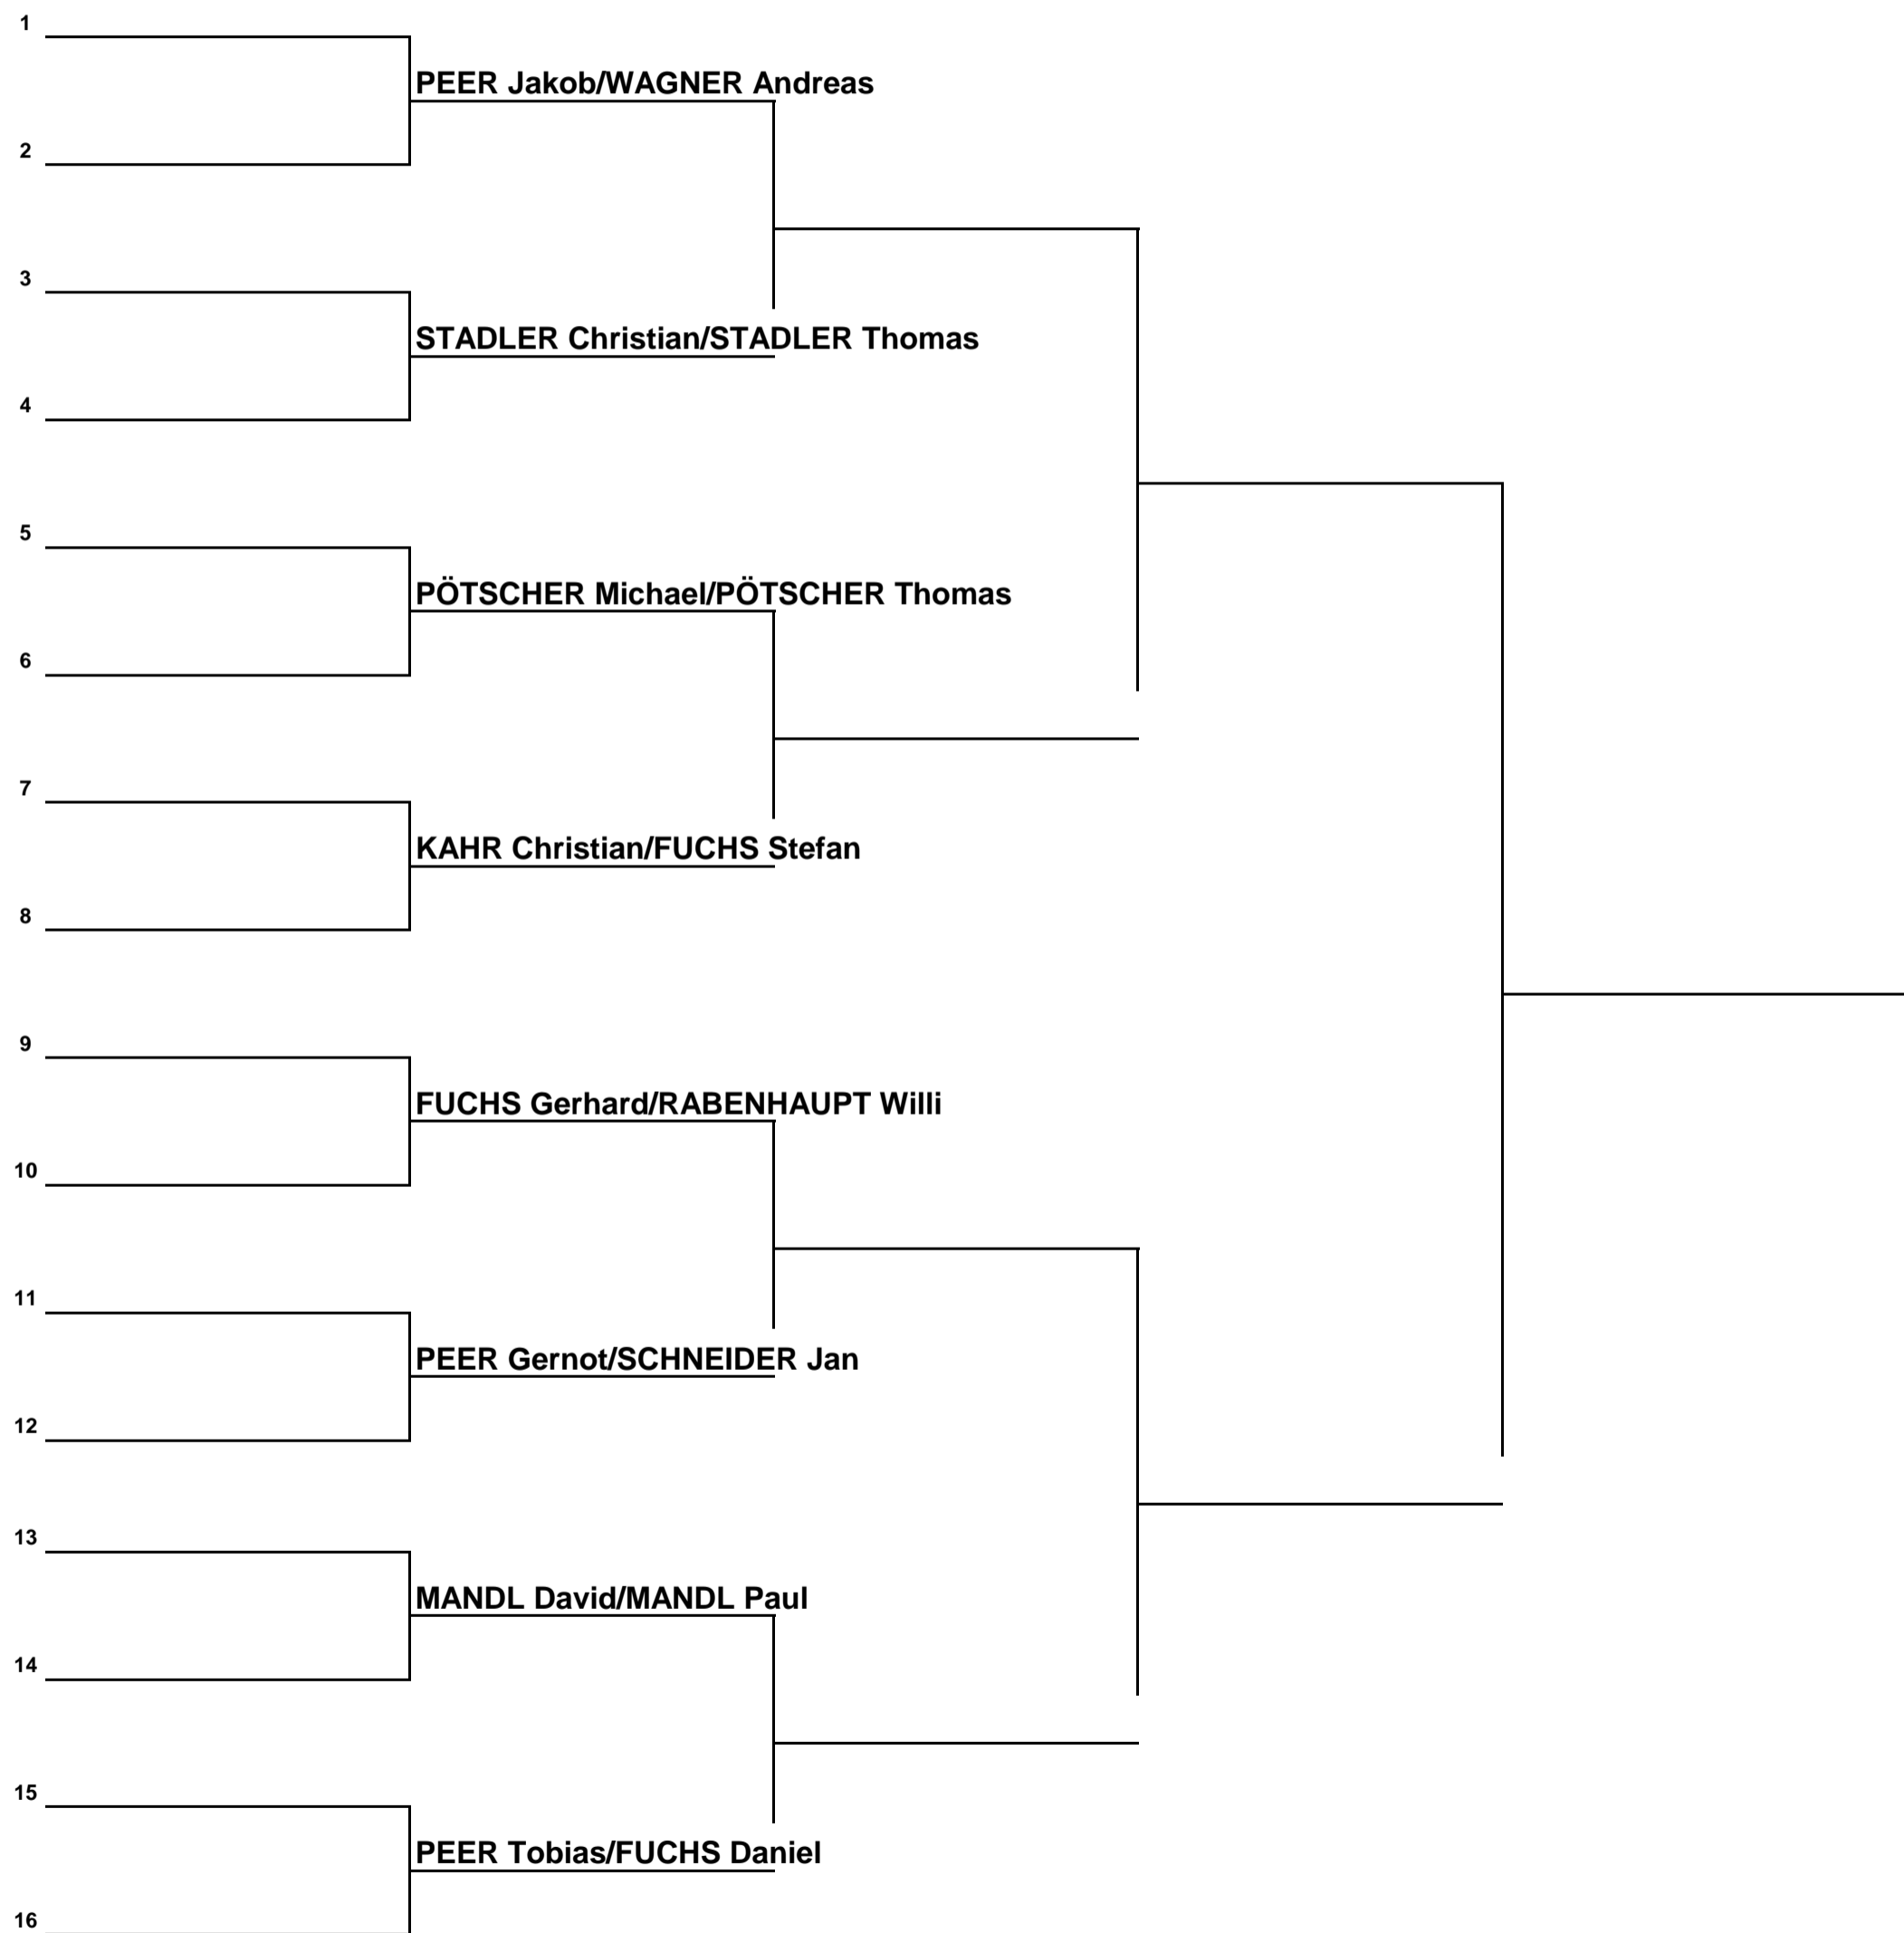 1
PEER Jakob/WAGNER Andreas
2
3
STADLER Christian/STADLER Thomas
4
5
PÖTSCHER Michael/PÖTSCHER Thomas
6
7
KAHR Christian/FUCHS Stefan
8
9
FUCHS Gerhard/RABENHAUPT Willi
10
11
PEER Gernot/SCHNEIDER Jan
12
13
MANDL David/MANDL Paul
14
15
PEER Tobias/FUCHS Daniel
16